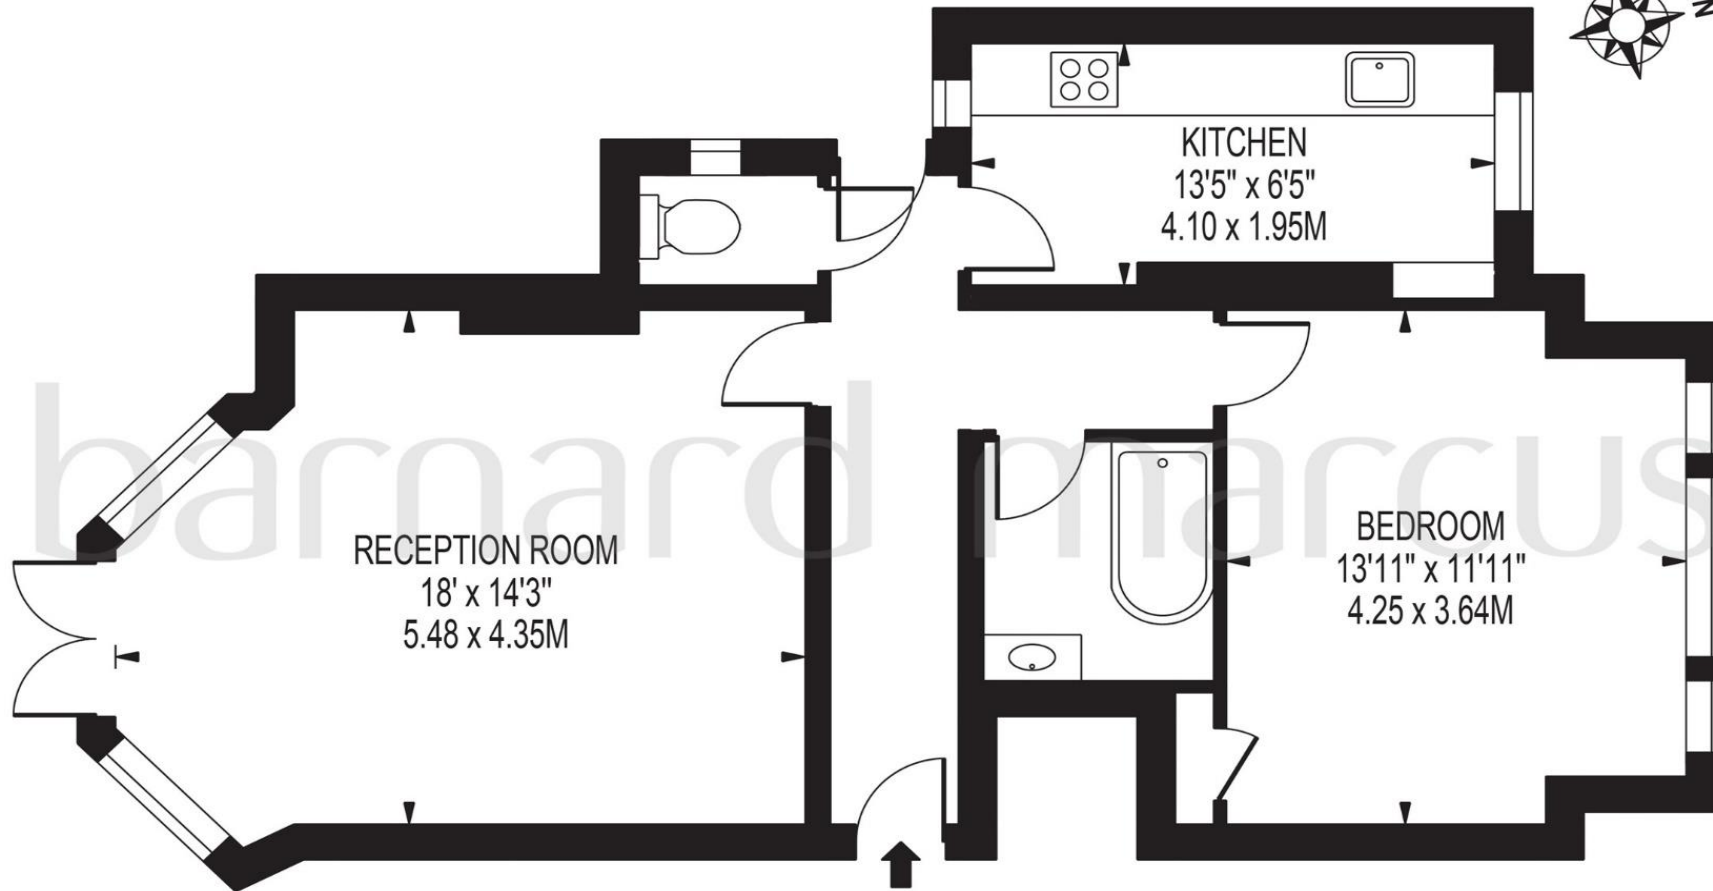 N
KITCHEN
13'5" x 6'5"
4.10 x 1.95M
barnard marcus
RECEPTION ROOM
18' x 14'3"
5.48 x 4.35M
BEDROOM
13'11" x 11'11"
4.25 x 3.64M